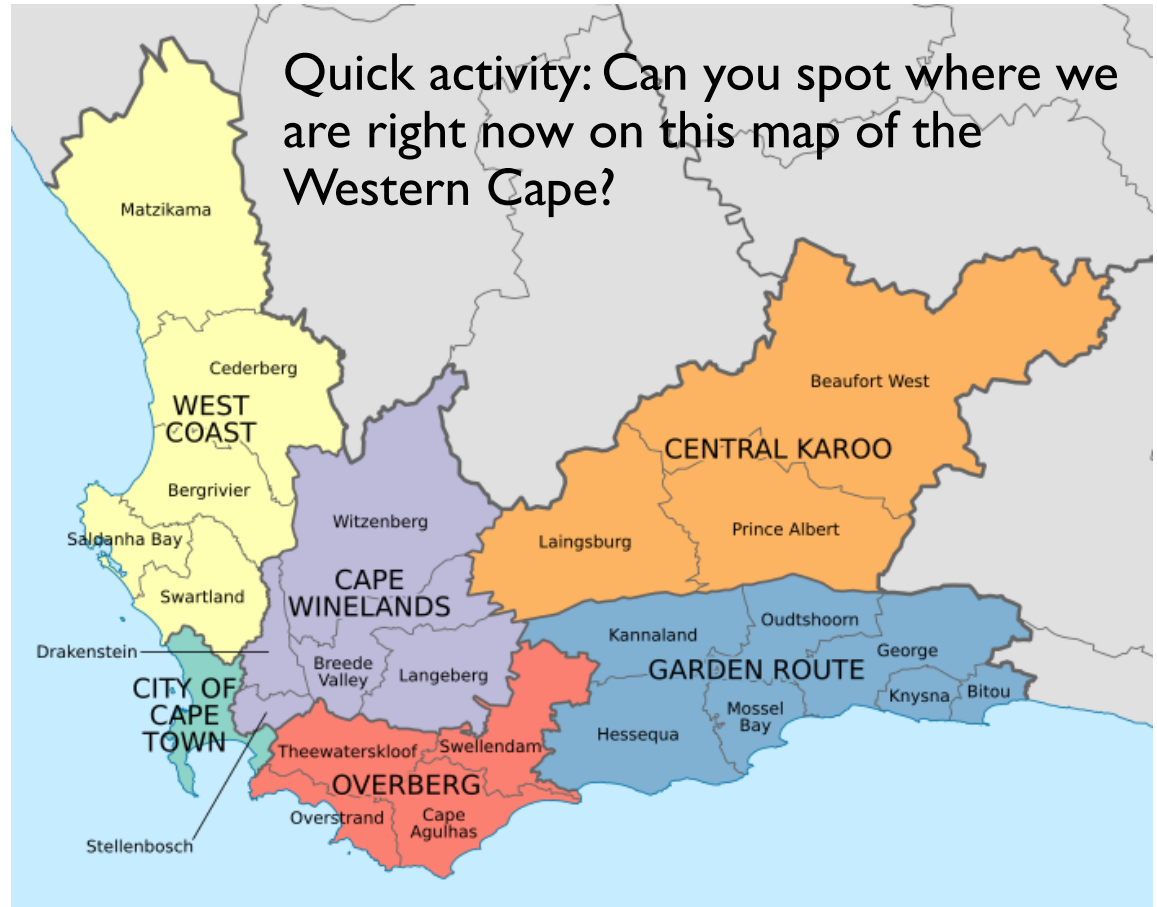 Quick activity: Can you spot where we
are right now on this map of the
Western Cape?
Matzikama
Cederberg
WEST
COAST
Bergrivier
Saldanha Bay
Swartland
Beaufort West
CENTRAL KAROO
Prince Albert
Laingsburg
Witzenberg
CAPE
WINELANDS
Drakenstein
Breede
Valley
Langeberg
CITY OF
CAPE
TOWN
Stellenbosch
Kannaland
Oudtshoorn
George
GARDEN ROUTE
Knysna
Bitou
Mossel
Bay
Hessequa
Theewaterskloof
Swellendam
OVERBERG
Overstrand
Cape
Agulhas